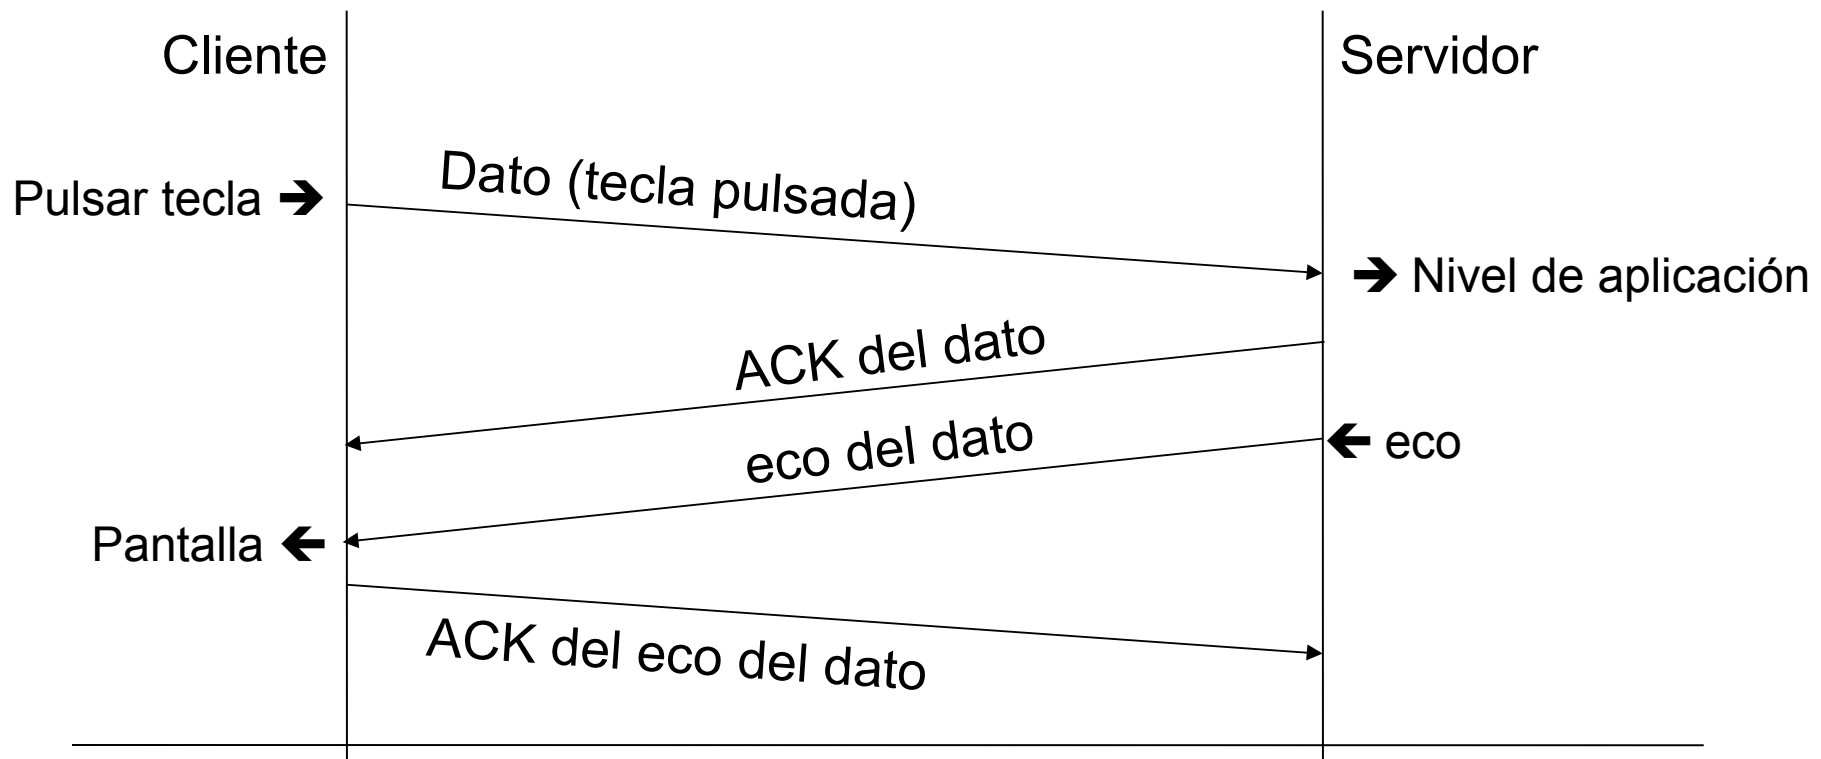 Cliente
Servidor
Dato (tecla pulsada)
Pulsar tecla ➔
➔ Nivel de aplicación
ACK del dato
eco del dato
🡸 eco
Pantalla 🡸
ACK del eco del dato